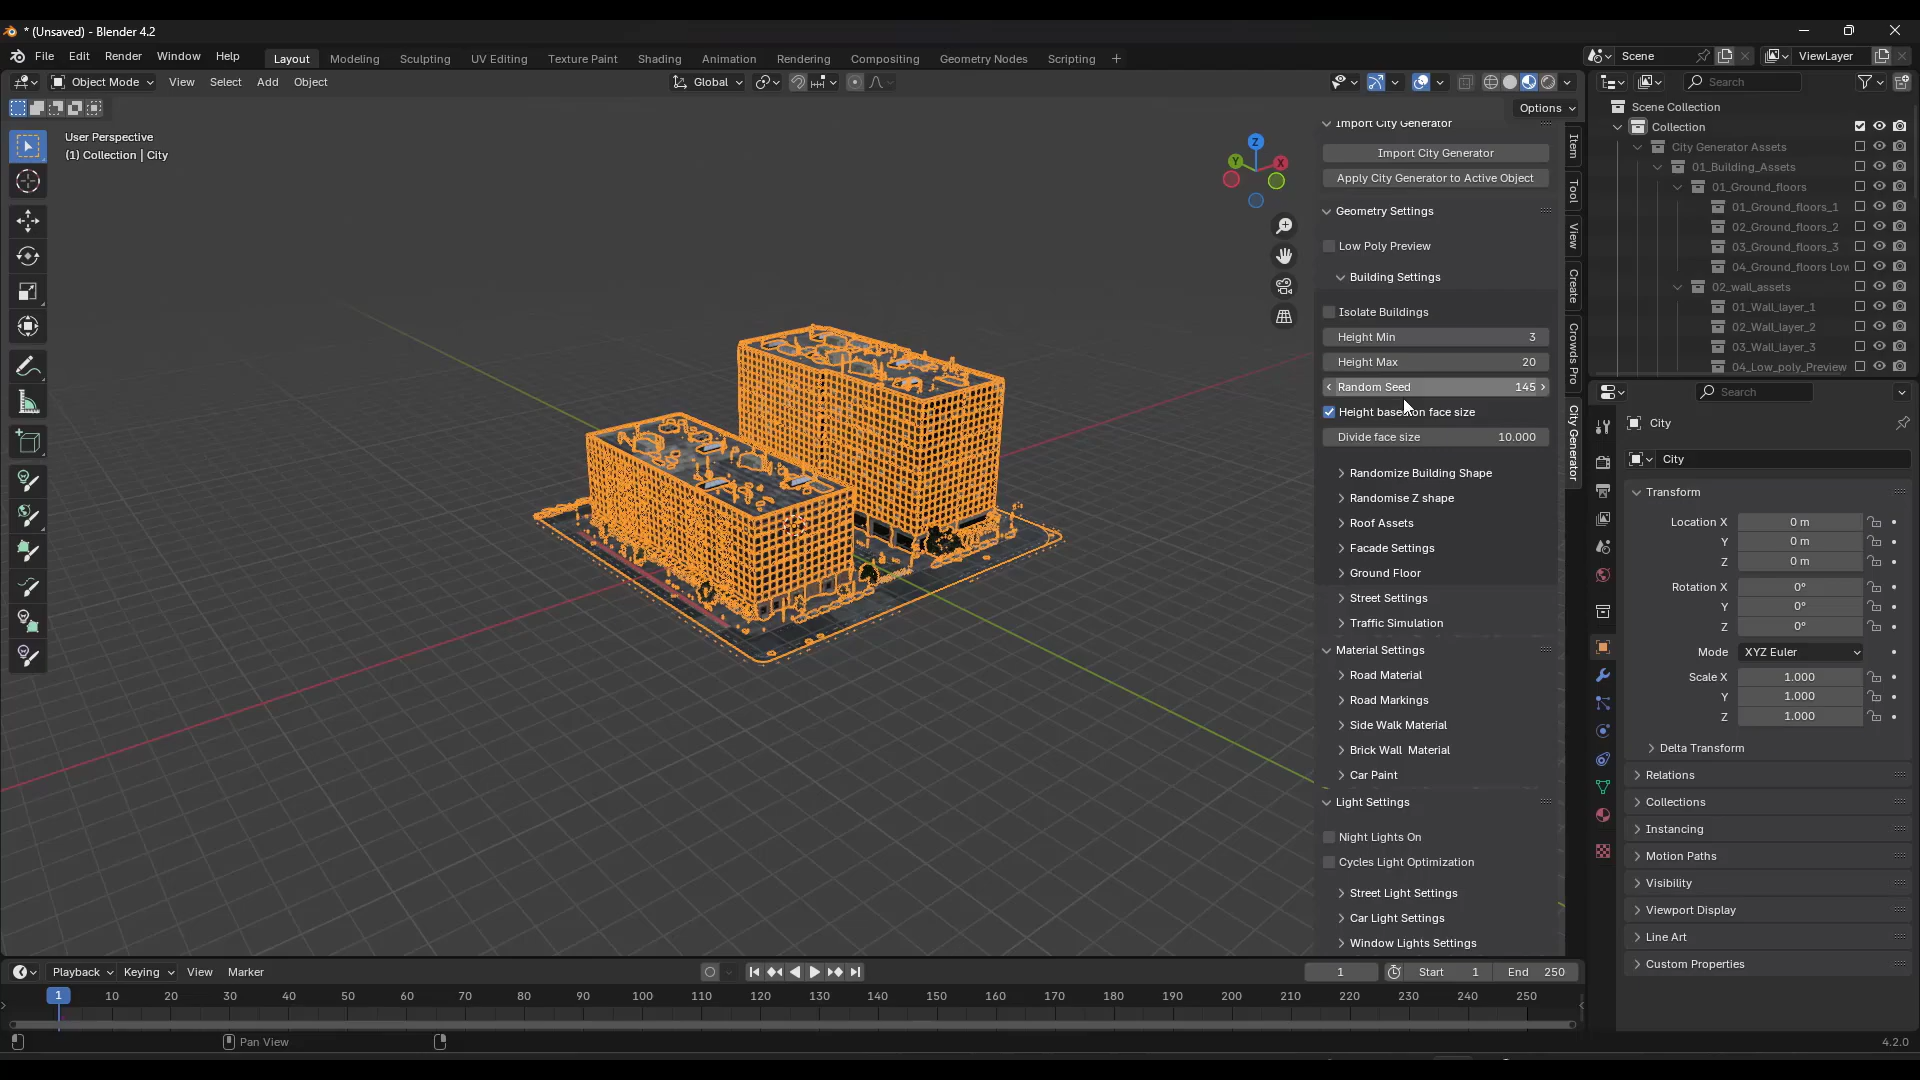 * (Unsaved) - Blender 4.2
File Edit Render Window Help Layout Modeling Sculpting UV Editing Texture Paint Shading Animation Rendering Compositing Geometry Nodes Scripting + Scene ViewLayer
Object Mode View Select Add Object Global Search
Options
User Perspective
(1) Collection | City
Z
Y
X
Import City Generator
Import City Generator
Apply City Generator to Active Object
Geometry Settings
Low Poly Preview
Building Settings
Isolate Buildings
Height Min 3
Height Max 20
Random Seed 145
Height based on face size
Divide face size 10.000
Randomize Building Shape
Randomise Z shape
Roof Assets
Facade Settings
Ground Floor
Street Settings
Traffic Simulation
Material Settings
Road Material
Road Markings
Side Walk Material
Brick Wall Material
Car Paint
Light Settings
Night Lights On
Cycles Light Optimization
Street Light Settings
Car Light Settings
Window Lights Settings
Item
Tool
View
Create
Crowds Pro
City Generator
Scene Collection
Collection
City Generator Assets
01_Building_Assets
01_Ground_floors
01_Ground_floors_1
02_Ground_floors_2
03_Ground_floors_3
04_Ground_floors Low
02_wall_assets
01_Wall_layer_1
02_Wall_layer_2
03_Wall_layer_3
04_Low_poly_Preview
Search
City
City
Transform
Location X 0 m
Y 0 m
Z 0 m
Rotation X 0°
Y 0°
Z 0°
Mode XYZ Euler
Scale X 1.000
Y 1.000
Z 1.000
Delta Transform
Relations
Collections
Instancing
Motion Paths
Visibility
Viewport Display
Line Art
Custom Properties
Playback Keying View Marker 1 Start 1 End 250
1 10 20 30 40 50 60 70 80 90 100 110 120 130 140 150 160 170 180 190 200 210 220 230 240 250
Pan View
4.2.0